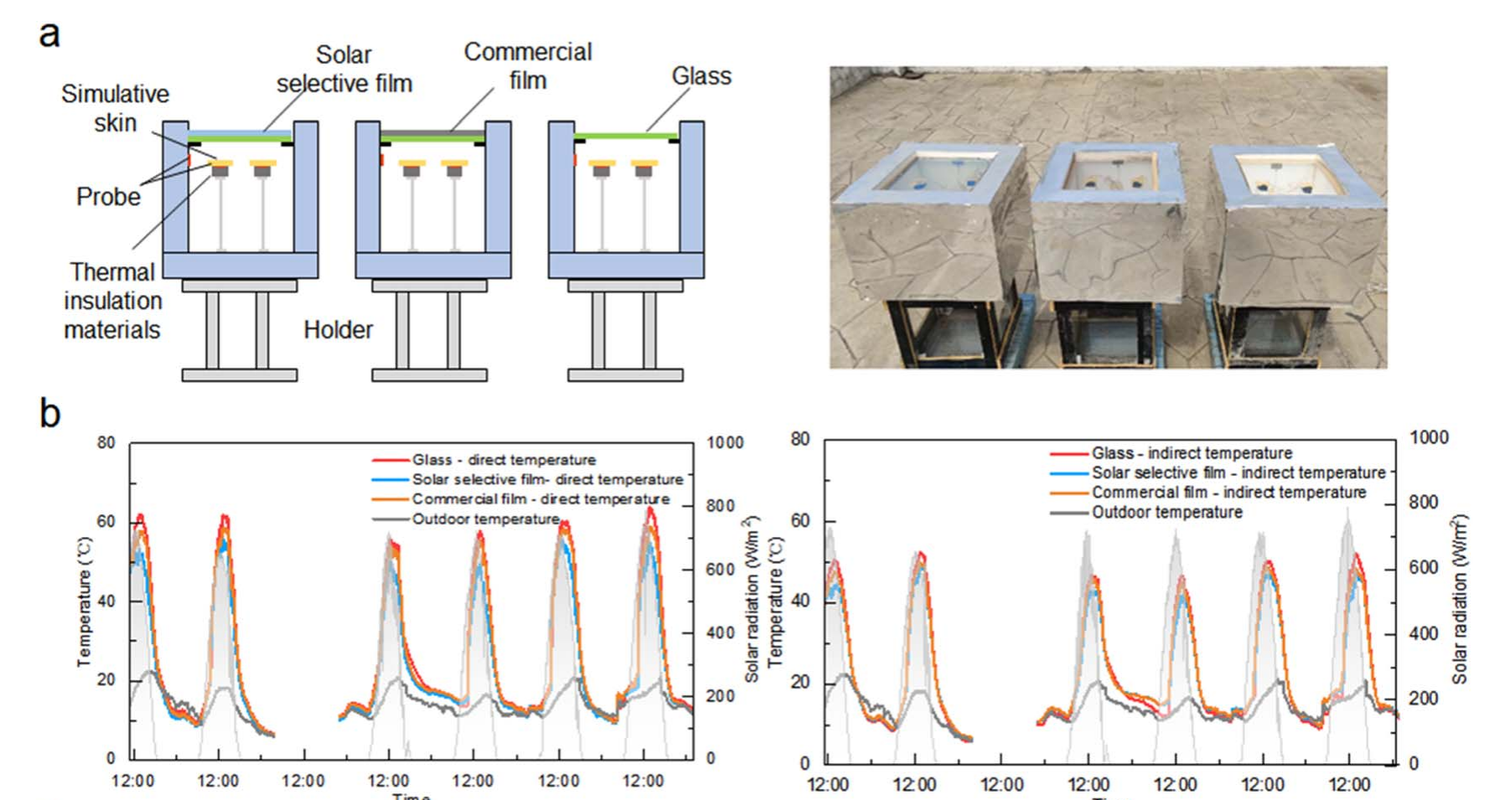 a
Solar
selective film
Commercial
film
Glass
Simulative
skin
Probe
Thermal
insulation
materials
Holder
b
80
60
40
20
0
Temperature (℃)
Glass - direct temperature
Solar selective film- direct temperature
Commercial film - direct temperature
Outdoor temperature
1000
800
600
400
200
0
Solar radiation (W/m²)
12:00 12:00 12:00 12:00 12:00 12:00 12:00
Time
80
60
40
20
0
Temperature (℃)
Glass - indirect temperature
Solar selective film - indirect temperature
Commercial film - indirect temperature
Outdoor temperature
1000
800
600
400
200
0
Solar radiation (W/m²)
12:00 12:00 12:00 12:00 12:00 12:00 12:00